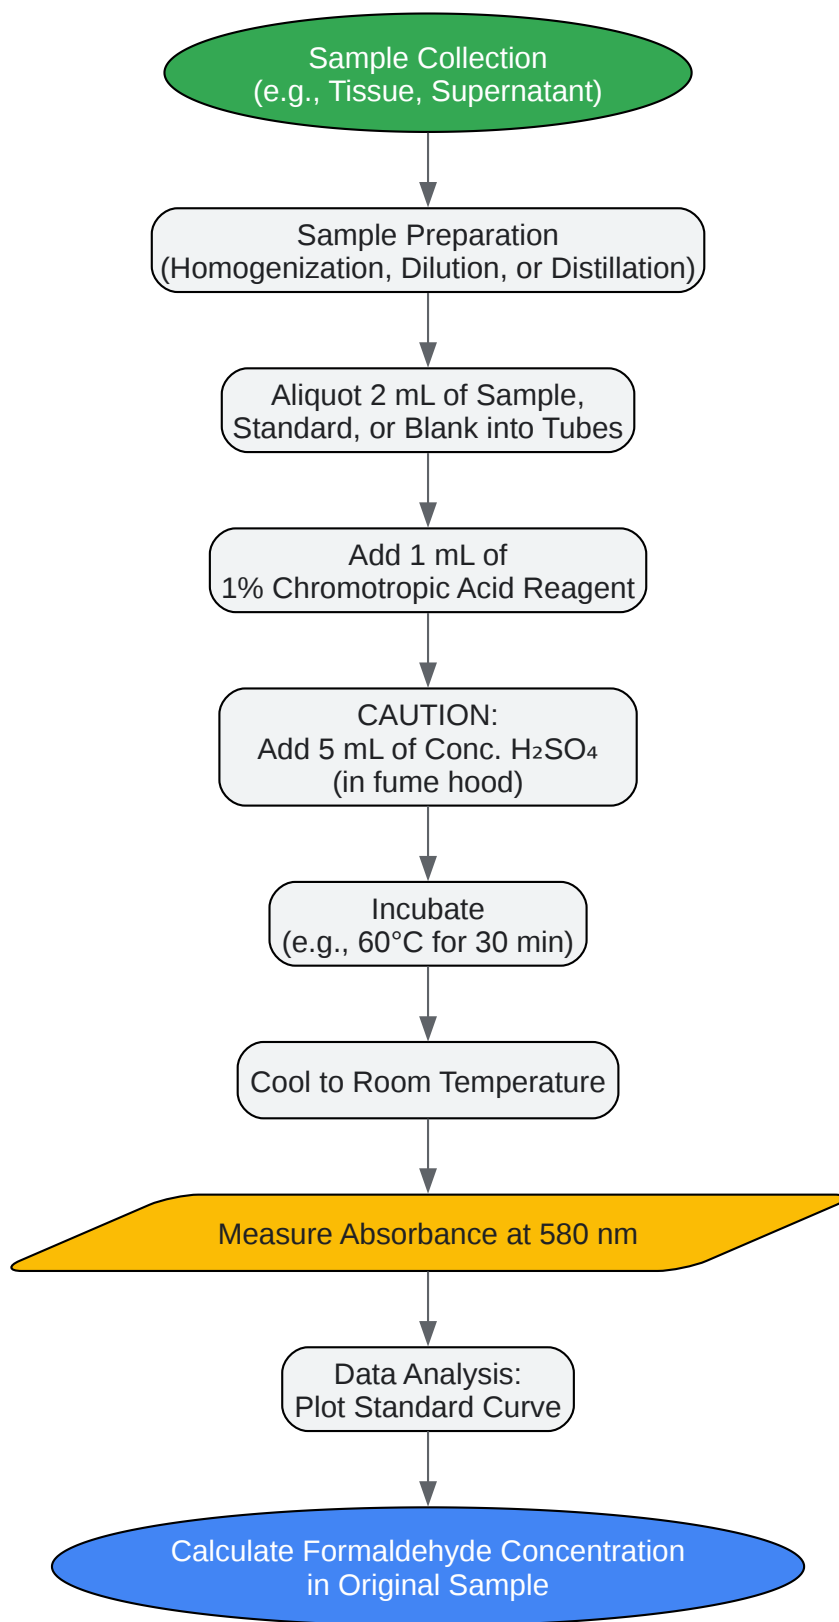 Sample Collection
(e.g., Tissue, Supernatant)
Sample Preparation
(Homogenization, Dilution, or Distillation)
Aliquot 2 mL of Sample,
Standard, or Blank into Tubes
Add 1 mL of
1% Chromotropic Acid Reagent
CAUTION:
Add 5 mL of Conc. H₂SO₄
(in fume hood)
Incubate
(e.g., 60°C for 30 min)
Cool to Room Temperature
Measure Absorbance at 580 nm
Data Analysis:
Plot Standard Curve
Calculate Formaldehyde Concentration
in Original Sample